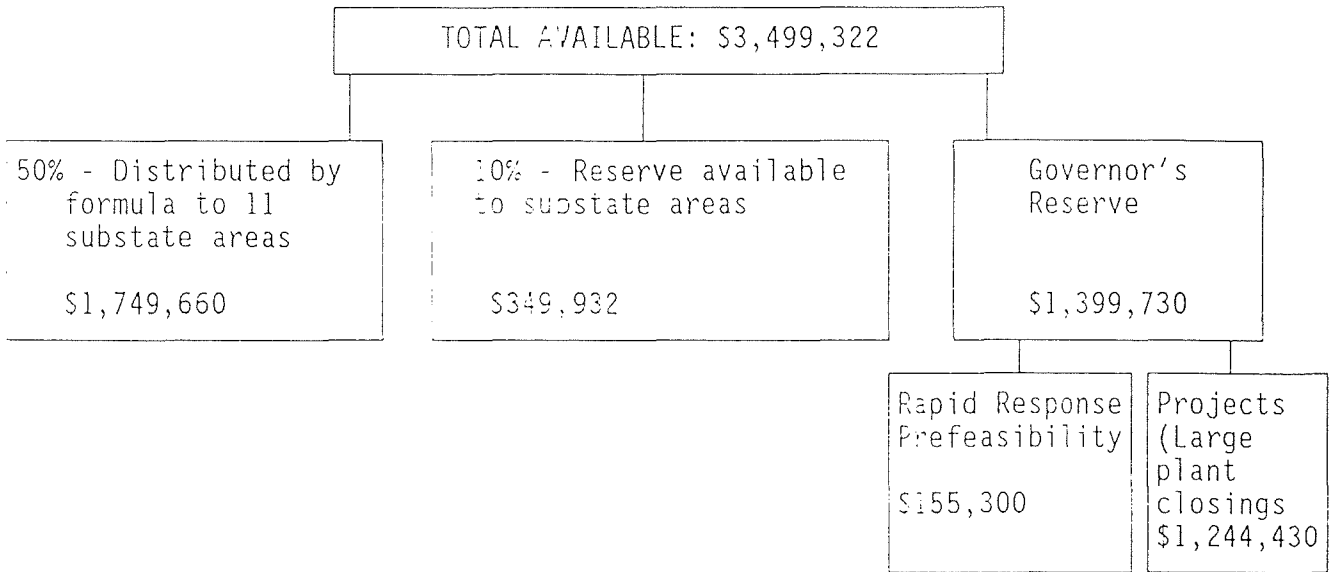 TOTAL AVAILABLE: $3,499,322
50% - Distributed by
formula to 11
substate areas
$1,749,660
10% - Reserve available
to substate areas
$349,932
Governor's
Reserve
$1,399,730
Rapid Response
Prefeasibility
$155,300
Projects
(Large
plant
closings
$1,244,430